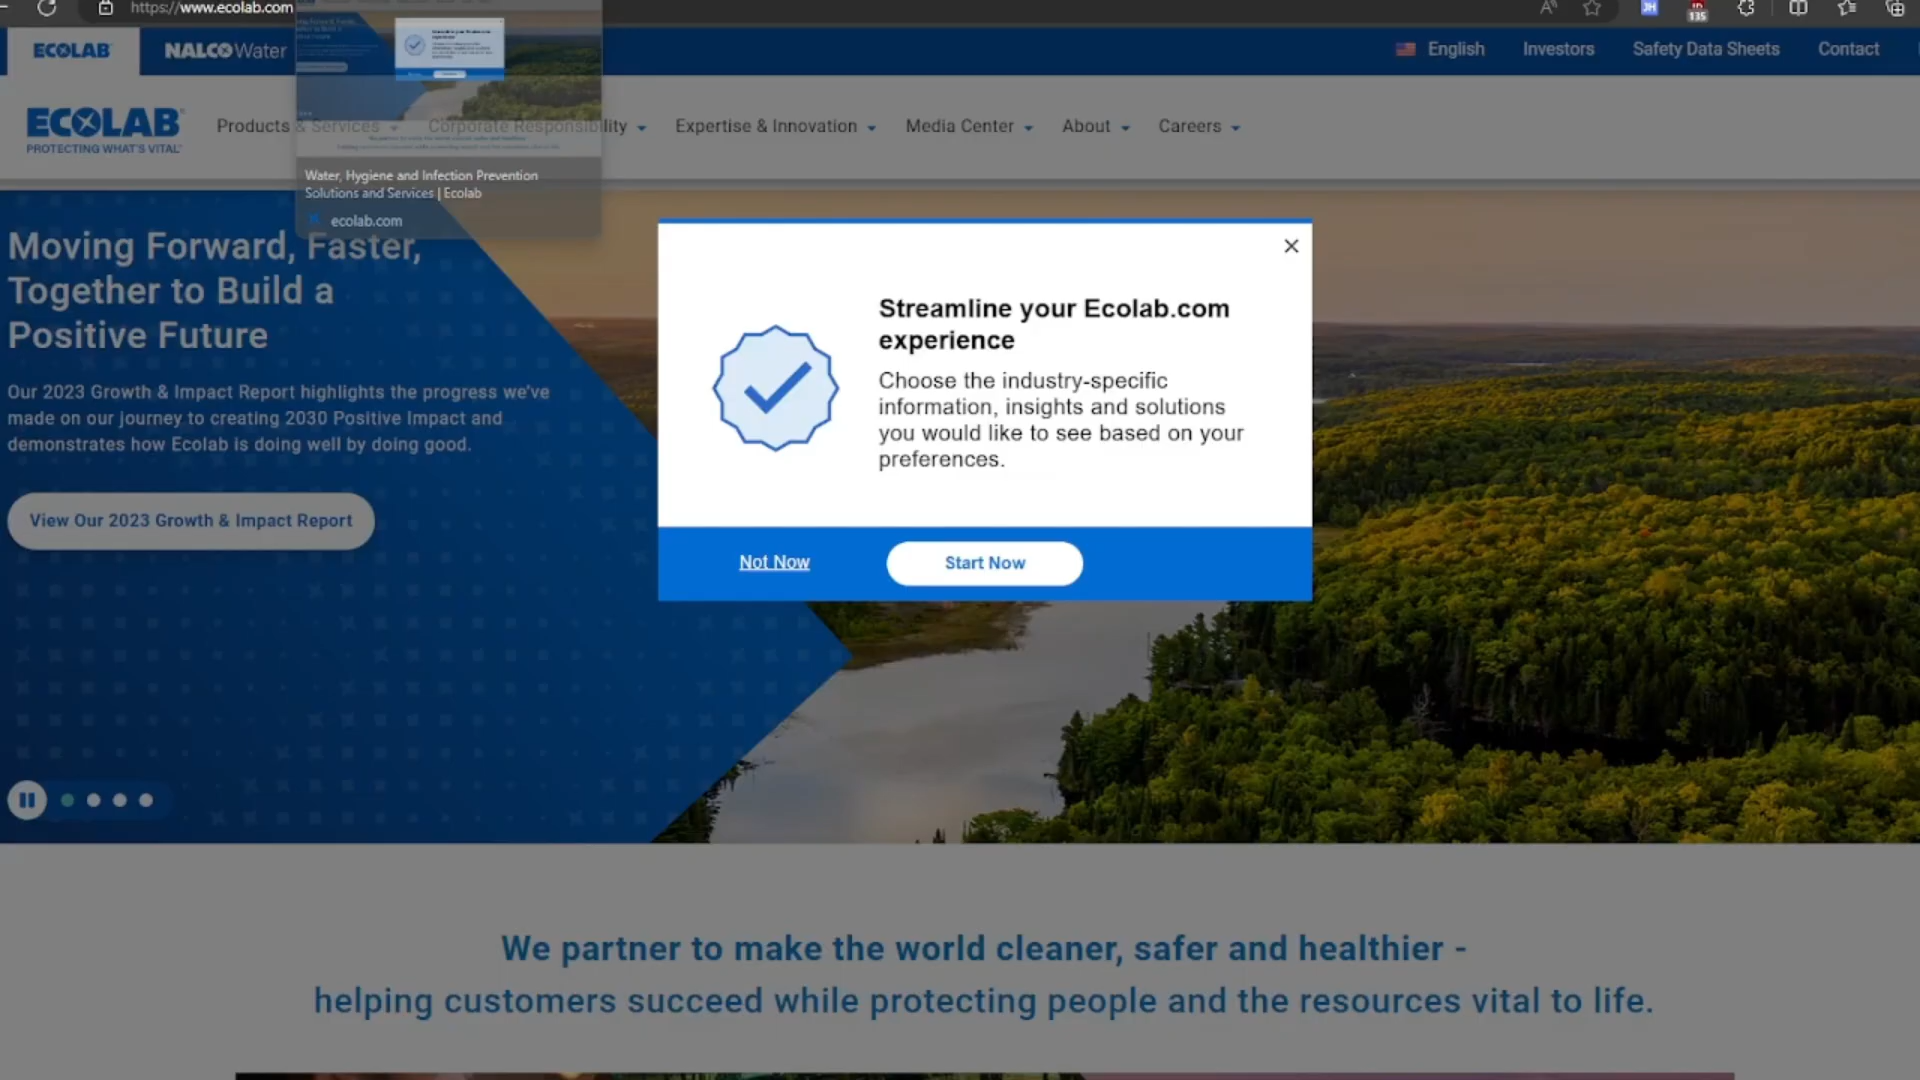 https://www.ecolab.com
JH
135
ECOLAB
NALCO Water
English
Investors
Safety Data Sheets
Contact
ECOLAB
PROTECTING WHAT'S VITAL
Products & Services
Corporate Responsibility
Expertise & Innovation
Media Center
About
Careers
Water, Hygiene and Infection Prevention
Solutions and Services | Ecolab
ecolab.com
Moving Forward, Faster,
Together to Build a
Positive Future
Our 2023 Growth & Impact Report highlights the progress we've
made on our journey to creating 2030 Positive Impact and
demonstrates how Ecolab is doing well by doing good.
View Our 2023 Growth & Impact Report
Streamline your Ecolab.com
experience
Choose the industry-specific
information, insights and solutions
you would like to see based on your
preferences.
Not Now
Start Now
We partner to make the world cleaner, safer and healthier -
helping customers succeed while protecting people and the resources vital to life.